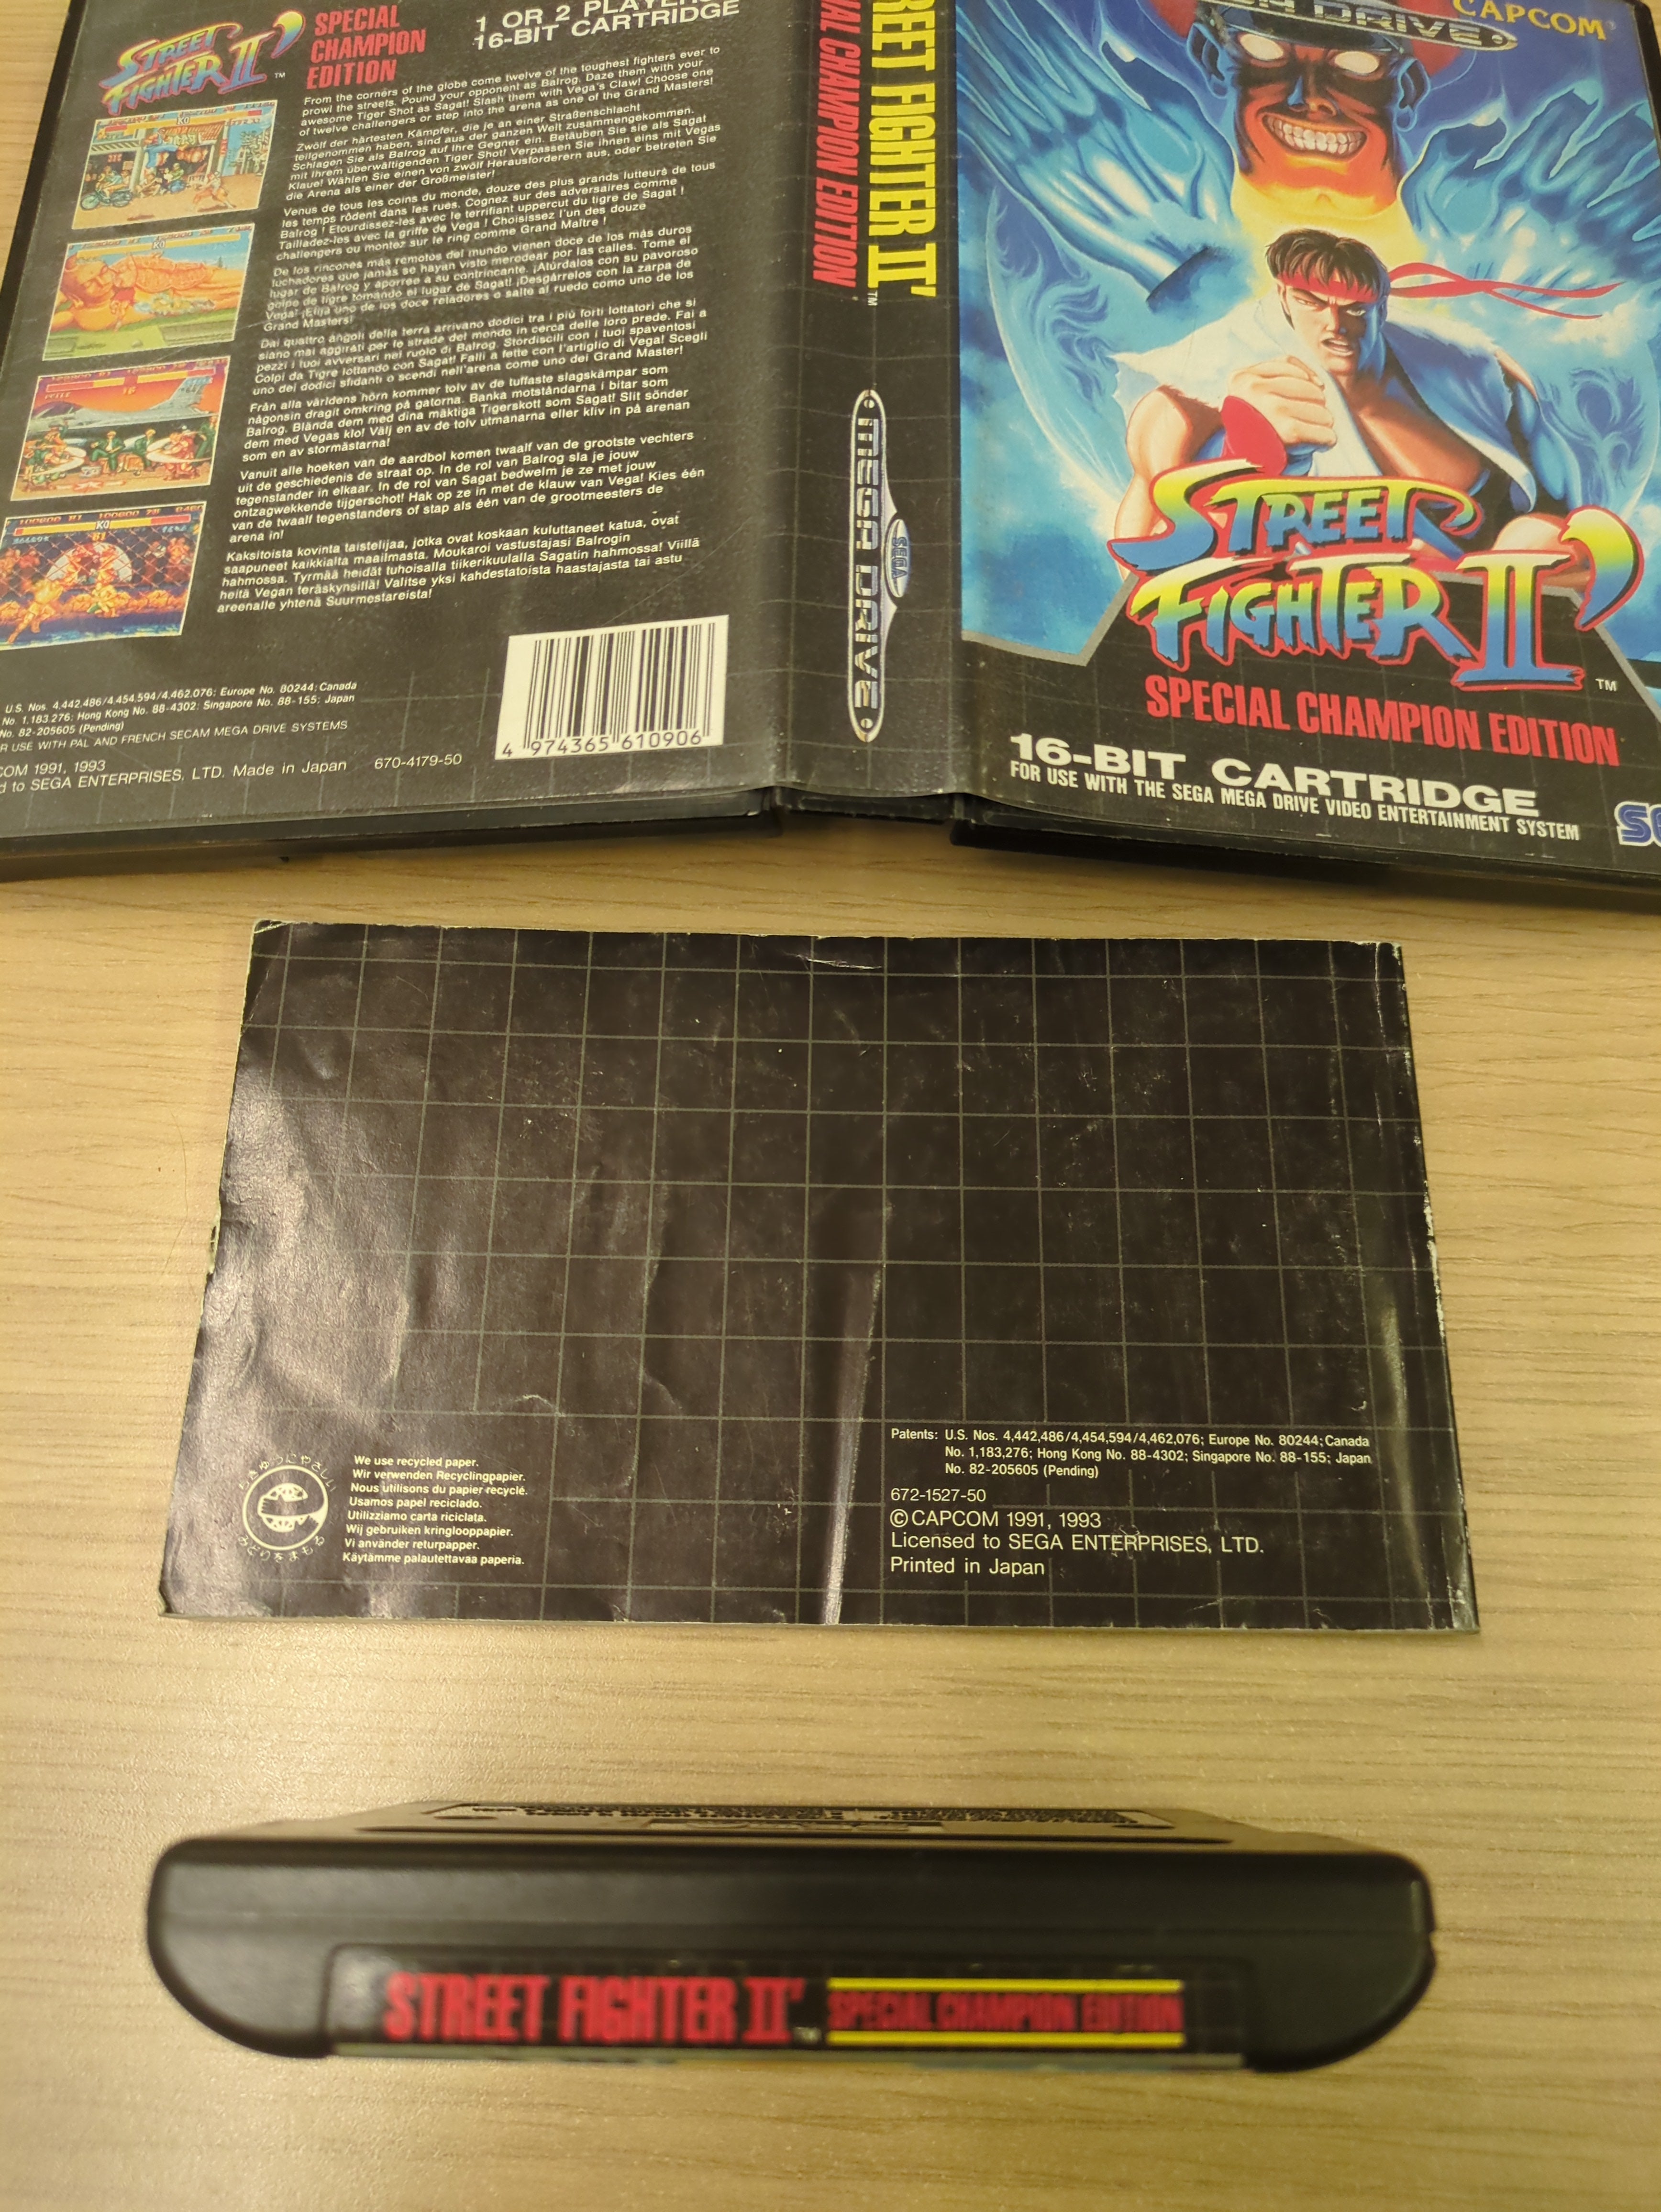 STREET
FIGHTER II'
™
SPECIAL
CHAMPION
EDITION
1 OR 2 PLAYERS
16-BIT CARTRIDGE
From the corners of the globe come twelve of the toughest fighters ever to
prowl the streets. Pound your opponent as Balrog. Daze them with your
awesome Tiger Shot as Sagat! Slash them with Vega's Claw! Choose one
of twelve challengers or step into the arena as one of the Grand Masters!
Zwölf der härtesten Kämpfer, die je an einer Straßenschlacht
teilgenommen haben, sind aus der ganzen Welt zusammengekommen.
Schlagen Sie als Balrog auf Ihre Gegner ein. Betäuben Sie sie als Sagat
mit Ihrem überwältigenden Tiger Shot! Verpassen Sie ihnen eins mit Vegas
Klaue! Wählen Sie einen von zwölf Herausforderern aus, oder betreten Sie
die Arena als einer der Großmeister!
Venus de tous les coins du monde, douze des plus grands lutteurs de tous
les temps rôdent dans les rues. Cognez sur des adversaires comme
Balrog ! Etourdissez-les avec le terrifiant uppercut du tigre de Sagat !
Tailladez-les avec la griffe de Vega ! Choisissez l'un des douze
challengers ou montez sur le ring comme Grand Maître !
De los rincones más remotos del mundo vienen doce de los más duros
luchadores que jamás se hayan visto merodear por las calles. Tome el
lugar de Balrog y aporree a su contrincante. ¡Atúrdalos con su pavoroso
golpe de tigre tomando el lugar de Sagat! ¡Desgárrelos con la zarpa de
Vega! ¡Elija uno de los doce retadores o salte al ruedo como uno de los
Grand Masters!
Dai quattro angoli della terra arrivano dodici tra i più forti lottatori che si
siano mai aggirati per le strade del mondo in cerca delle loro prede. Fai a
pezzi i tuoi avversari nel ruolo di Balrog. Stordiscili con i tuoi spaventosi
Colpi da Tigre lottando con Sagat! Falli a fette con l'artiglio di Vega! Scegli
uno dei dodici sfidanti o scendi nell'arena come uno dei Grand Master!
Från alla världens hörn kommer tolv av de tuffaste slagskämpar som
någonsin dragit omkring på gatorna. Banka motståndarna i bitar som
Balrog. Blända dem med dina mäktiga Tigerskott som Sagat! Slit sönder
dem med Vegas klo! Välj en av de tolv utmanarna eller kliv in på arenan
som en av stormästarna!
Vanuit alle hoeken van de aardbol komen twaalf van de grootste vechters
uit de geschiedenis de straat op. In de rol van Balrog sla je jouw
tegenstander in elkaar. In de rol van Sagat bedwelm je ze met jouw
ontzagwekkende tijgerschot! Hak op ze in met de klauw van Vega! Kies één
van de twaalf tegenstanders of stap als één van de grootmeesters de
arena in!
Kaksitoista kovinta taistelijaa, jotka ovat koskaan kuluttaneet katua, ovat
saapuneet kaikkialta maailmasta. Moukaroi vastustajasi Balrogin
hahmossa! Tyrmää heidät tuhoisalla tiikerikuulalla Sagatin hahmossa! Viillä
heitä Vegan teräskynsillä! Valitse yksi kahdestatoista haastajasta tai astu
areenalle yhtenä Suurmestareista!
U.S. Nos. 4,442,486/4,454,594/4,462,076; Europe No. 80244; Canada
No. 1,183,276; Hong Kong No. 88-4302; Singapore No. 88-155; Japan
No. 82-205605 (Pending)
R USE WITH PAL AND FRENCH SECAM MEGA DRIVE SYSTEMS
COM 1991, 1993
d to SEGA ENTERPRISES, LTD. Made in Japan 670-4179-50
4 974365 610906
REET FIGHTER II'™
IAL CHAMPION EDITION
MEGA DRIVE
SEGA
DRIVE
CAPCOM
STREET
FIGHTER II'
™
SPECIAL CHAMPION EDITION
16-BIT CARTRIDGE
FOR USE WITH THE SEGA MEGA DRIVE VIDEO ENTERTAINMENT SYSTEM
SE
ちきゅうにやさしい
みどりをまもる
We use recycled paper.
Wir verwenden Recyclingpapier.
Nous utilisons du papier recyclé.
Usamos papel reciclado.
Utilizziamo carta riciclata.
Wij gebruiken kringlooppapier.
Vi använder returpapper.
Käytämme palautettavaa paperia.
Patents: U.S. Nos. 4,442,486/4,454,594/4,462,076; Europe No. 80244; Canada
No. 1,183,276; Hong Kong No. 88-4302; Singapore No. 88-155; Japan
No. 82-205605 (Pending)
672-1527-50
©CAPCOM 1991, 1993
Licensed to SEGA ENTERPRISES, LTD.
Printed in Japan
STREET FIGHTER II'™ SPECIAL CHAMPION EDITION